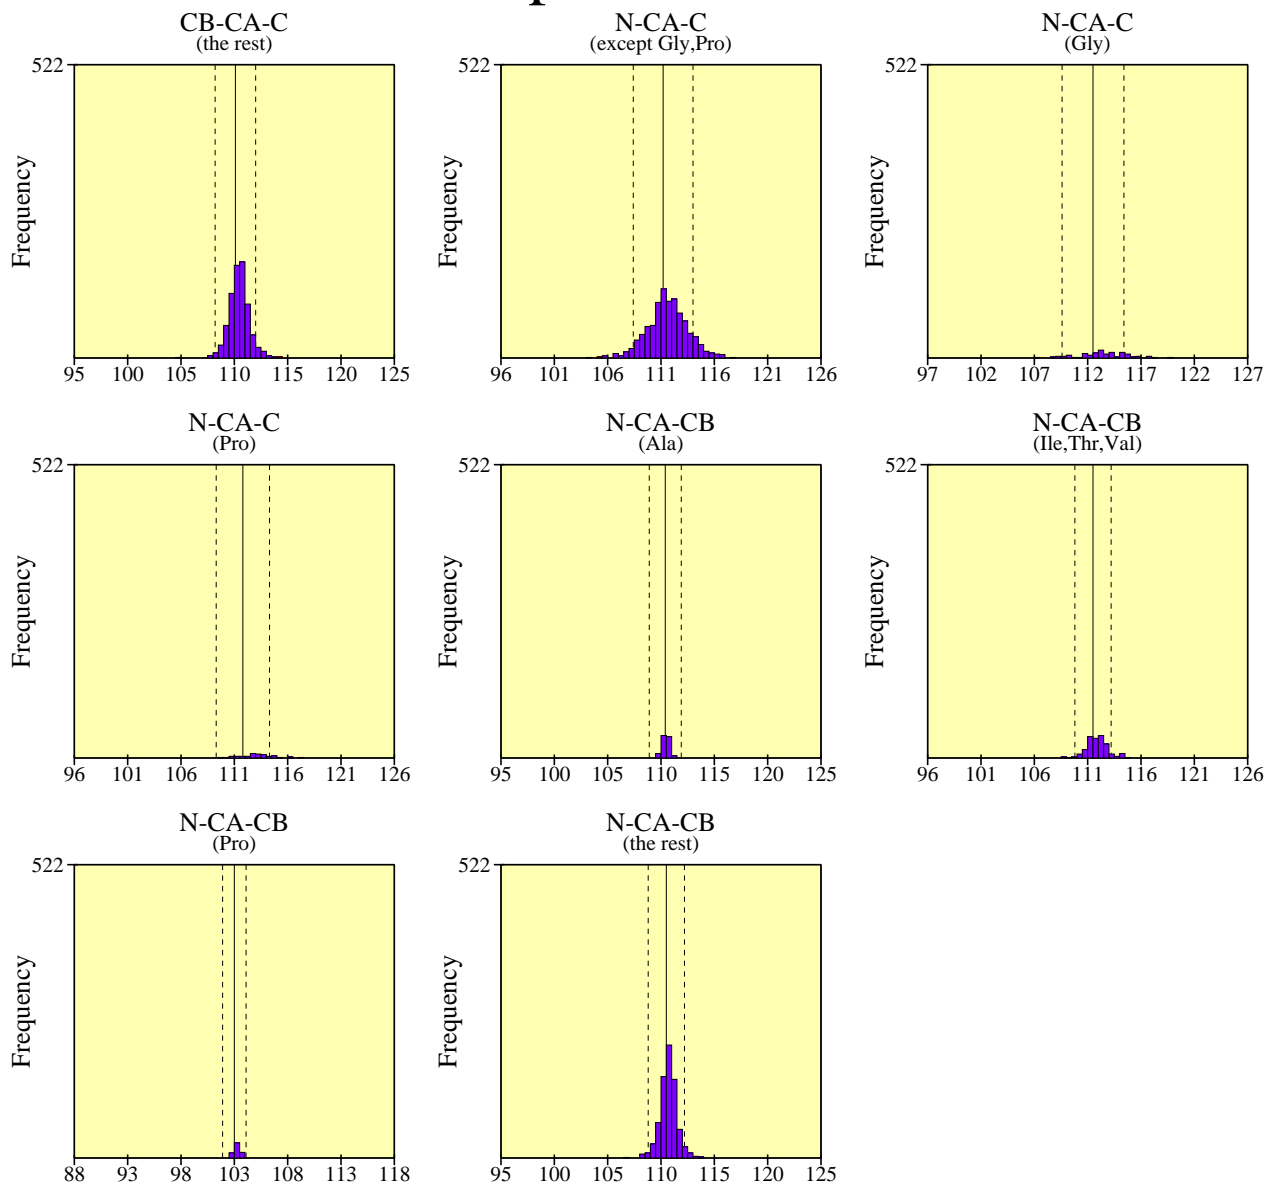 CB-CA-C N-CA-C N-CA-C
(the rest) (except Gly,Pro) (Gly)
522 522 522
Frequency Frequency Frequency
95 100 105 110 115 120 125 96 101 106 111 116 121 126 97 102 107 112 117 122 127
N-CA-C N-CA-CB N-CA-CB
(Pro) (Ala) (Ile,Thr,Val)
522 522 522
Frequency Frequency Frequency
96 101 106 111 116 121 126 95 100 105 110 115 120 125 96 101 106 111 116 121 126
N-CA-CB N-CA-CB
(Pro) (the rest)
522 522
Frequency Frequency
88 93 98 103 108 113 118 95 100 105 110 115 120 125